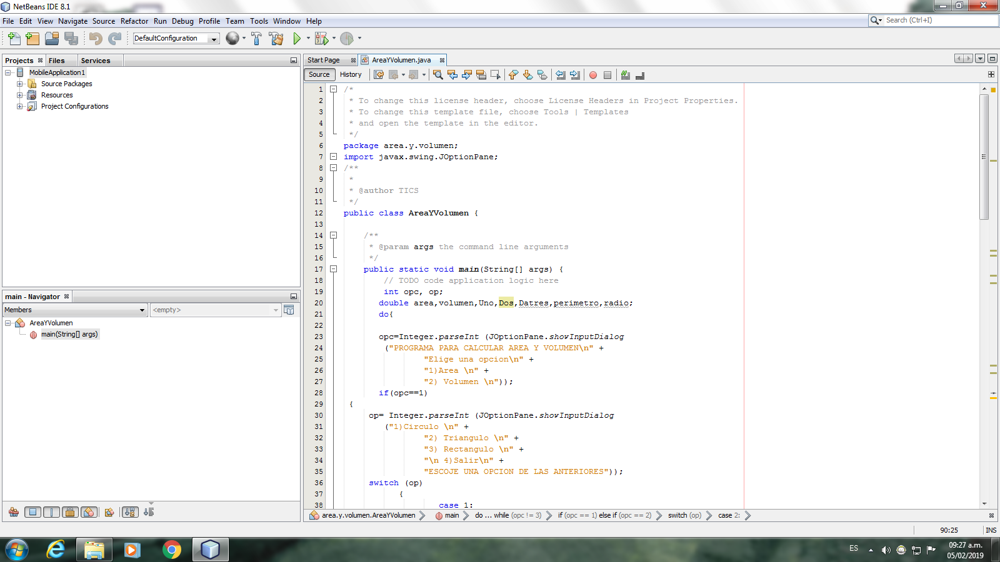 NetBeans IDE 8.1
File Edit View Navigate Source Refactor Run Debug Profile Team Tools Window Help
Search (Ctrl+I)
DefaultConfiguration
Projects Files Services
MobileApplication1
Source Packages
Resources
Project Configurations
main - Navigator
Members <empty>
AreaYVolumen
main(String[] args)
Start Page AreaYVolumen.java
Source History
1 /*
2 * To change this license header, choose License Headers in Project Properties.
3 * To change this template file, choose Tools | Templates
4 * and open the template in the editor.
5 */
6 package area.y.volumen;
7 import javax.swing.JOptionPane;
8 /**
9 *
10 * @author TICS
11 */
12 public class AreaYVolumen {
13
14 /**
15 * @param args the command line arguments
16 */
17 public static void main(String[] args) {
18 // TODO code application logic here
19 int opc, op;
20 double area,volumen,Uno,Dos,Datres,perimetro,radio;
21 do{
22
23 opc=Integer.parseInt (JOptionPane.showInputDialog
24 ("PROGRAMA PARA CALCULAR AREA Y VOLUMEN\n" +
25 "Elige una opcion\n" +
26 "1)Area \n" +
27 "2) Volumen \n"));
28 if(opc==1)
29 {
30 op= Integer.parseInt (JOptionPane.showInputDialog
31 ("1)Circulo \n" +
32 "2) Triangulo \n" +
33 "3) Rectangulo \n" +
34 "\n 4)Salir\n" +
35 "ESCOJE UNA OPCION DE LAS ANTERIORES"));
36 switch (op)
37 {
38 case 1:
area.y.volumen.AreaYVolumen main do ... while (opc != 3) if (opc == 1) else if (opc == 2) switch (op) case 2:
90:25 INS
ES
09:27 a.m.
05/02/2019